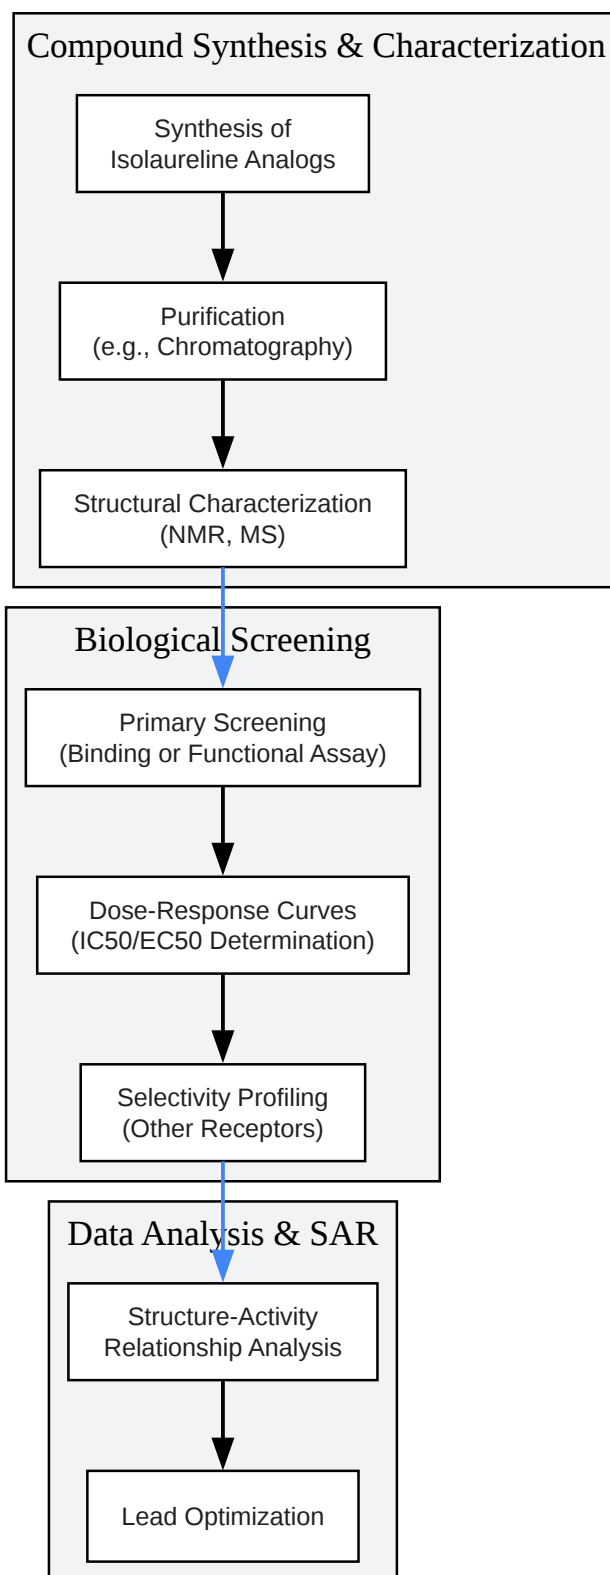 Compound Synthesis & Characterization
Synthesis of
Isolaureline Analogs
Purification
(e.g., Chromatography)
Structural Characterization
(NMR, MS)
Biological Screening
Primary Screening
(Binding or Functional Assay)
Dose-Response Curves
(IC50/EC50 Determination)
Selectivity Profiling
(Other Receptors)
Data Analysis & SAR
Structure-Activity
Relationship Analysis
Lead Optimization